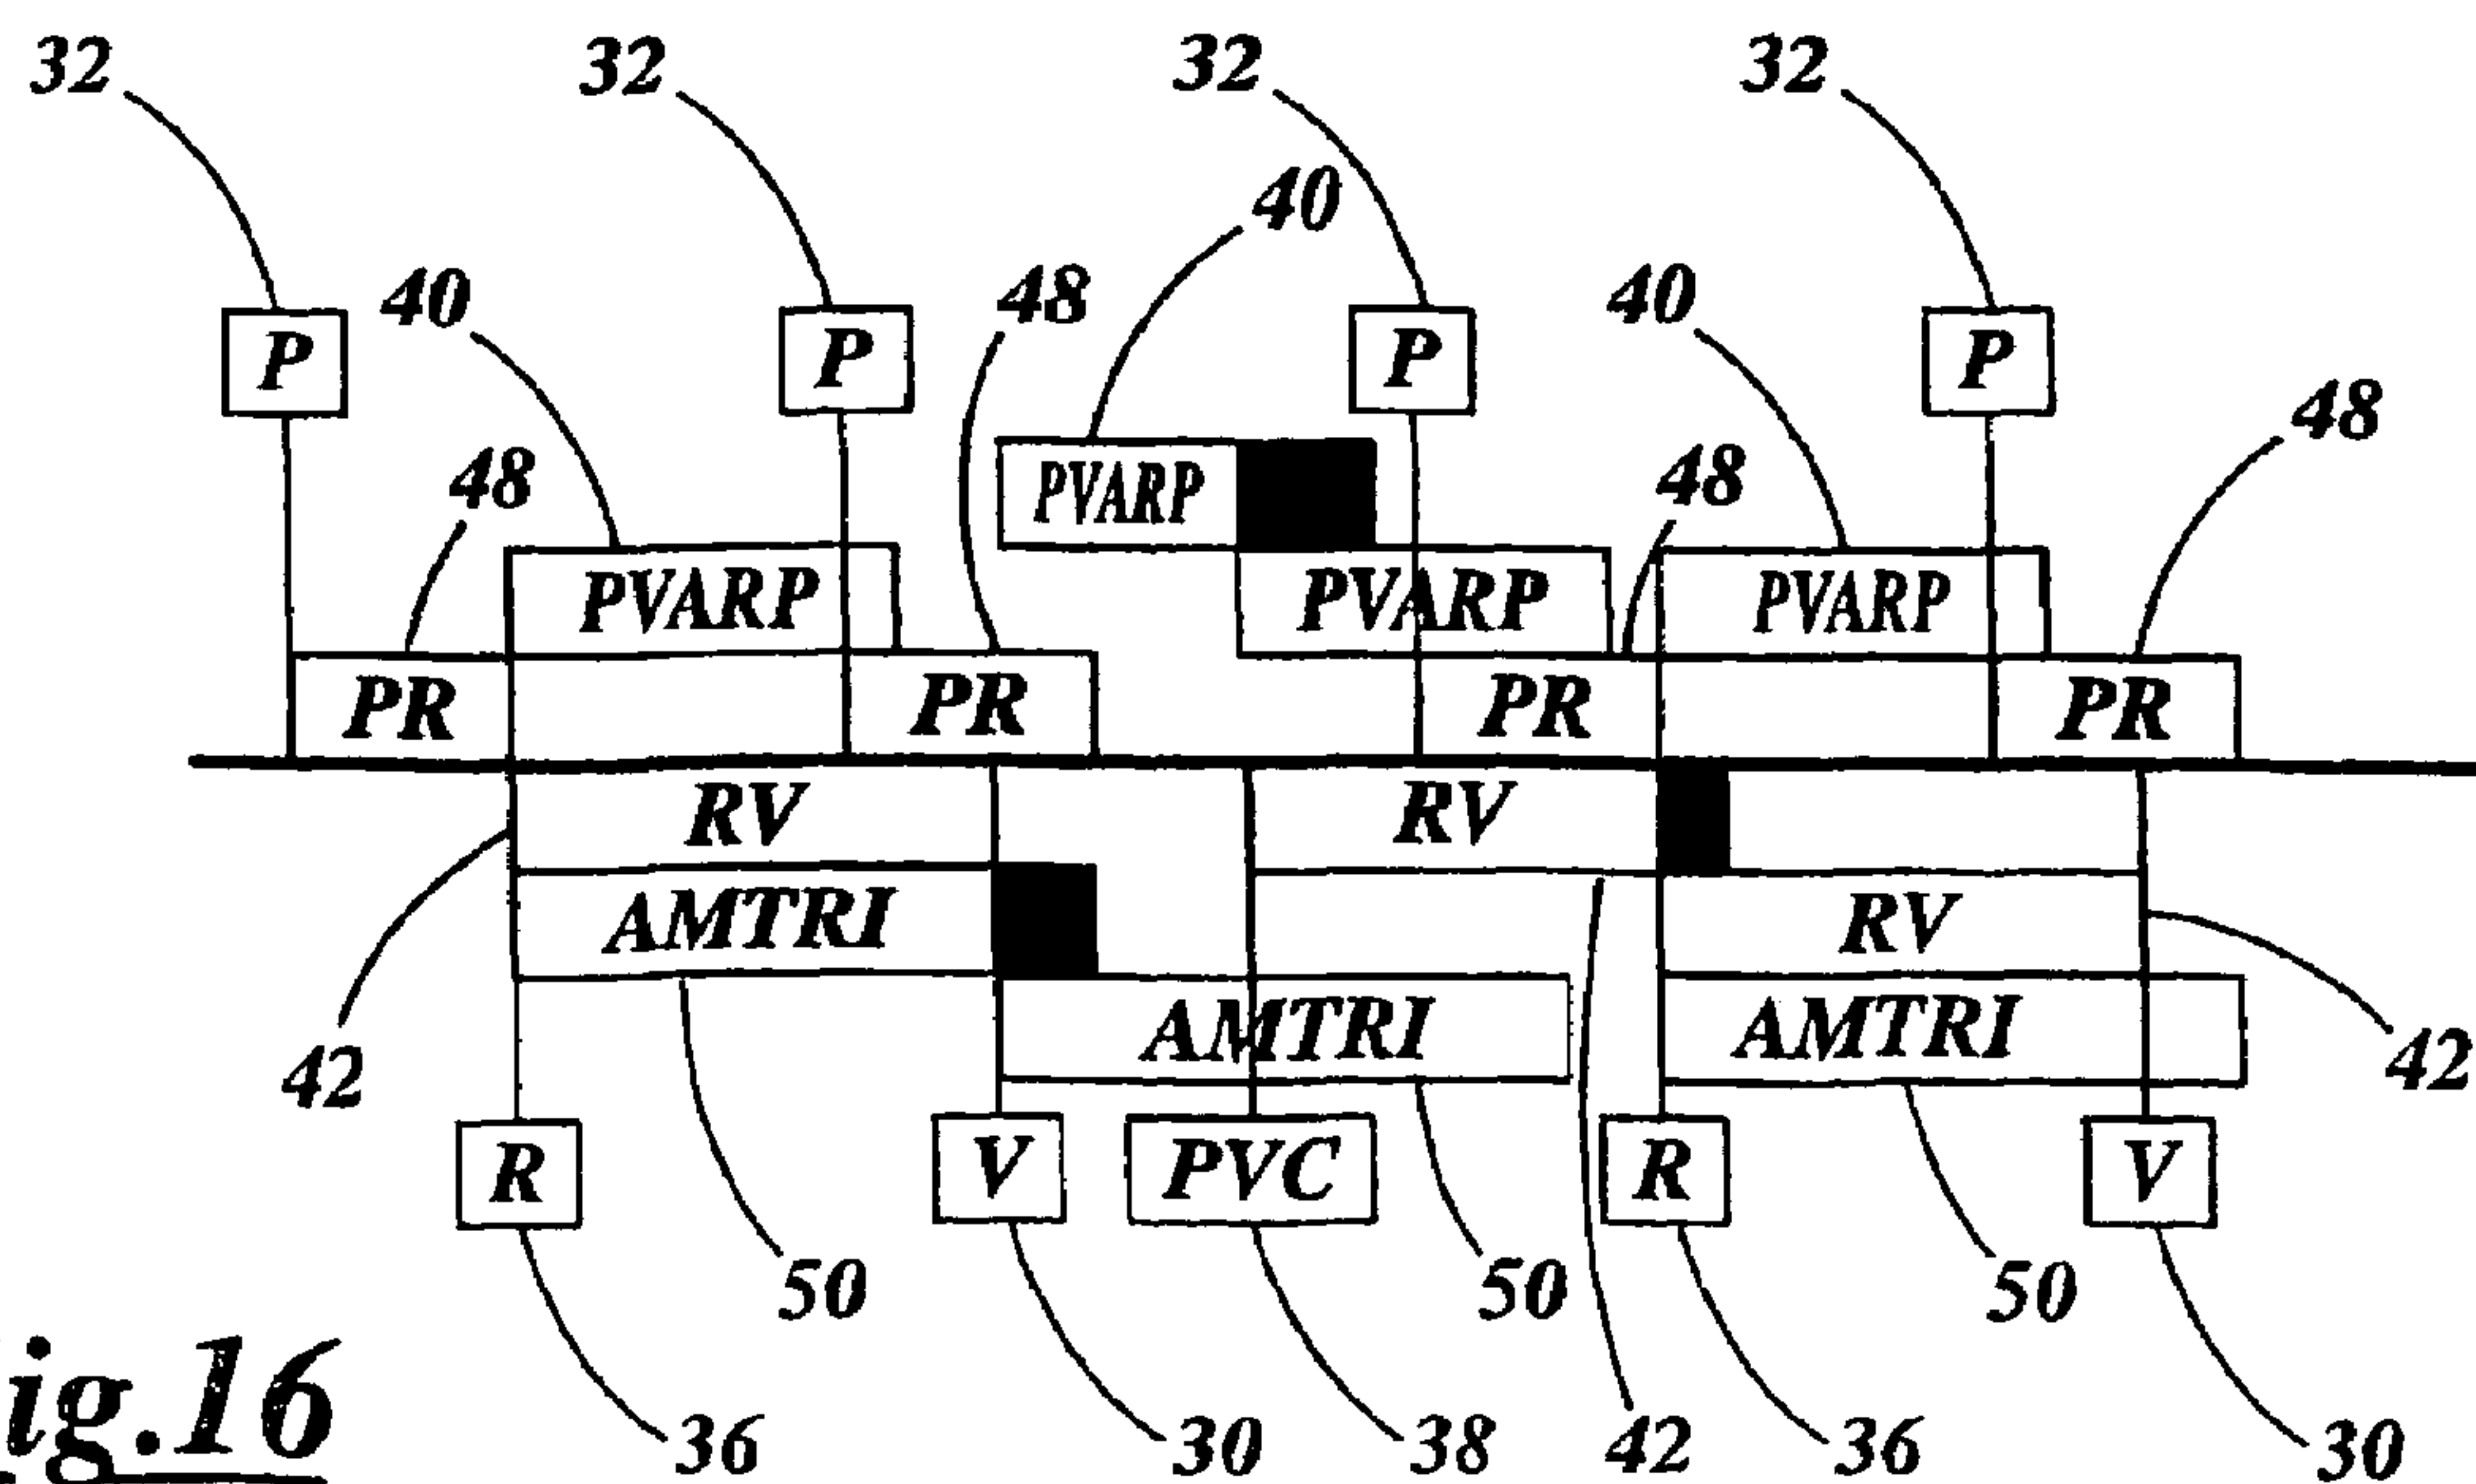 32 32 32 32
40
40 48 40
P P P P
48
48 PVARP 48
PVARP PVARP PVARP
PR PR PR PR
RV RV
AMTRI RV
AMTRI AMTRI
42 42
R V PVC R V
50 50 50
ig.16
36 30 38 42 36 30